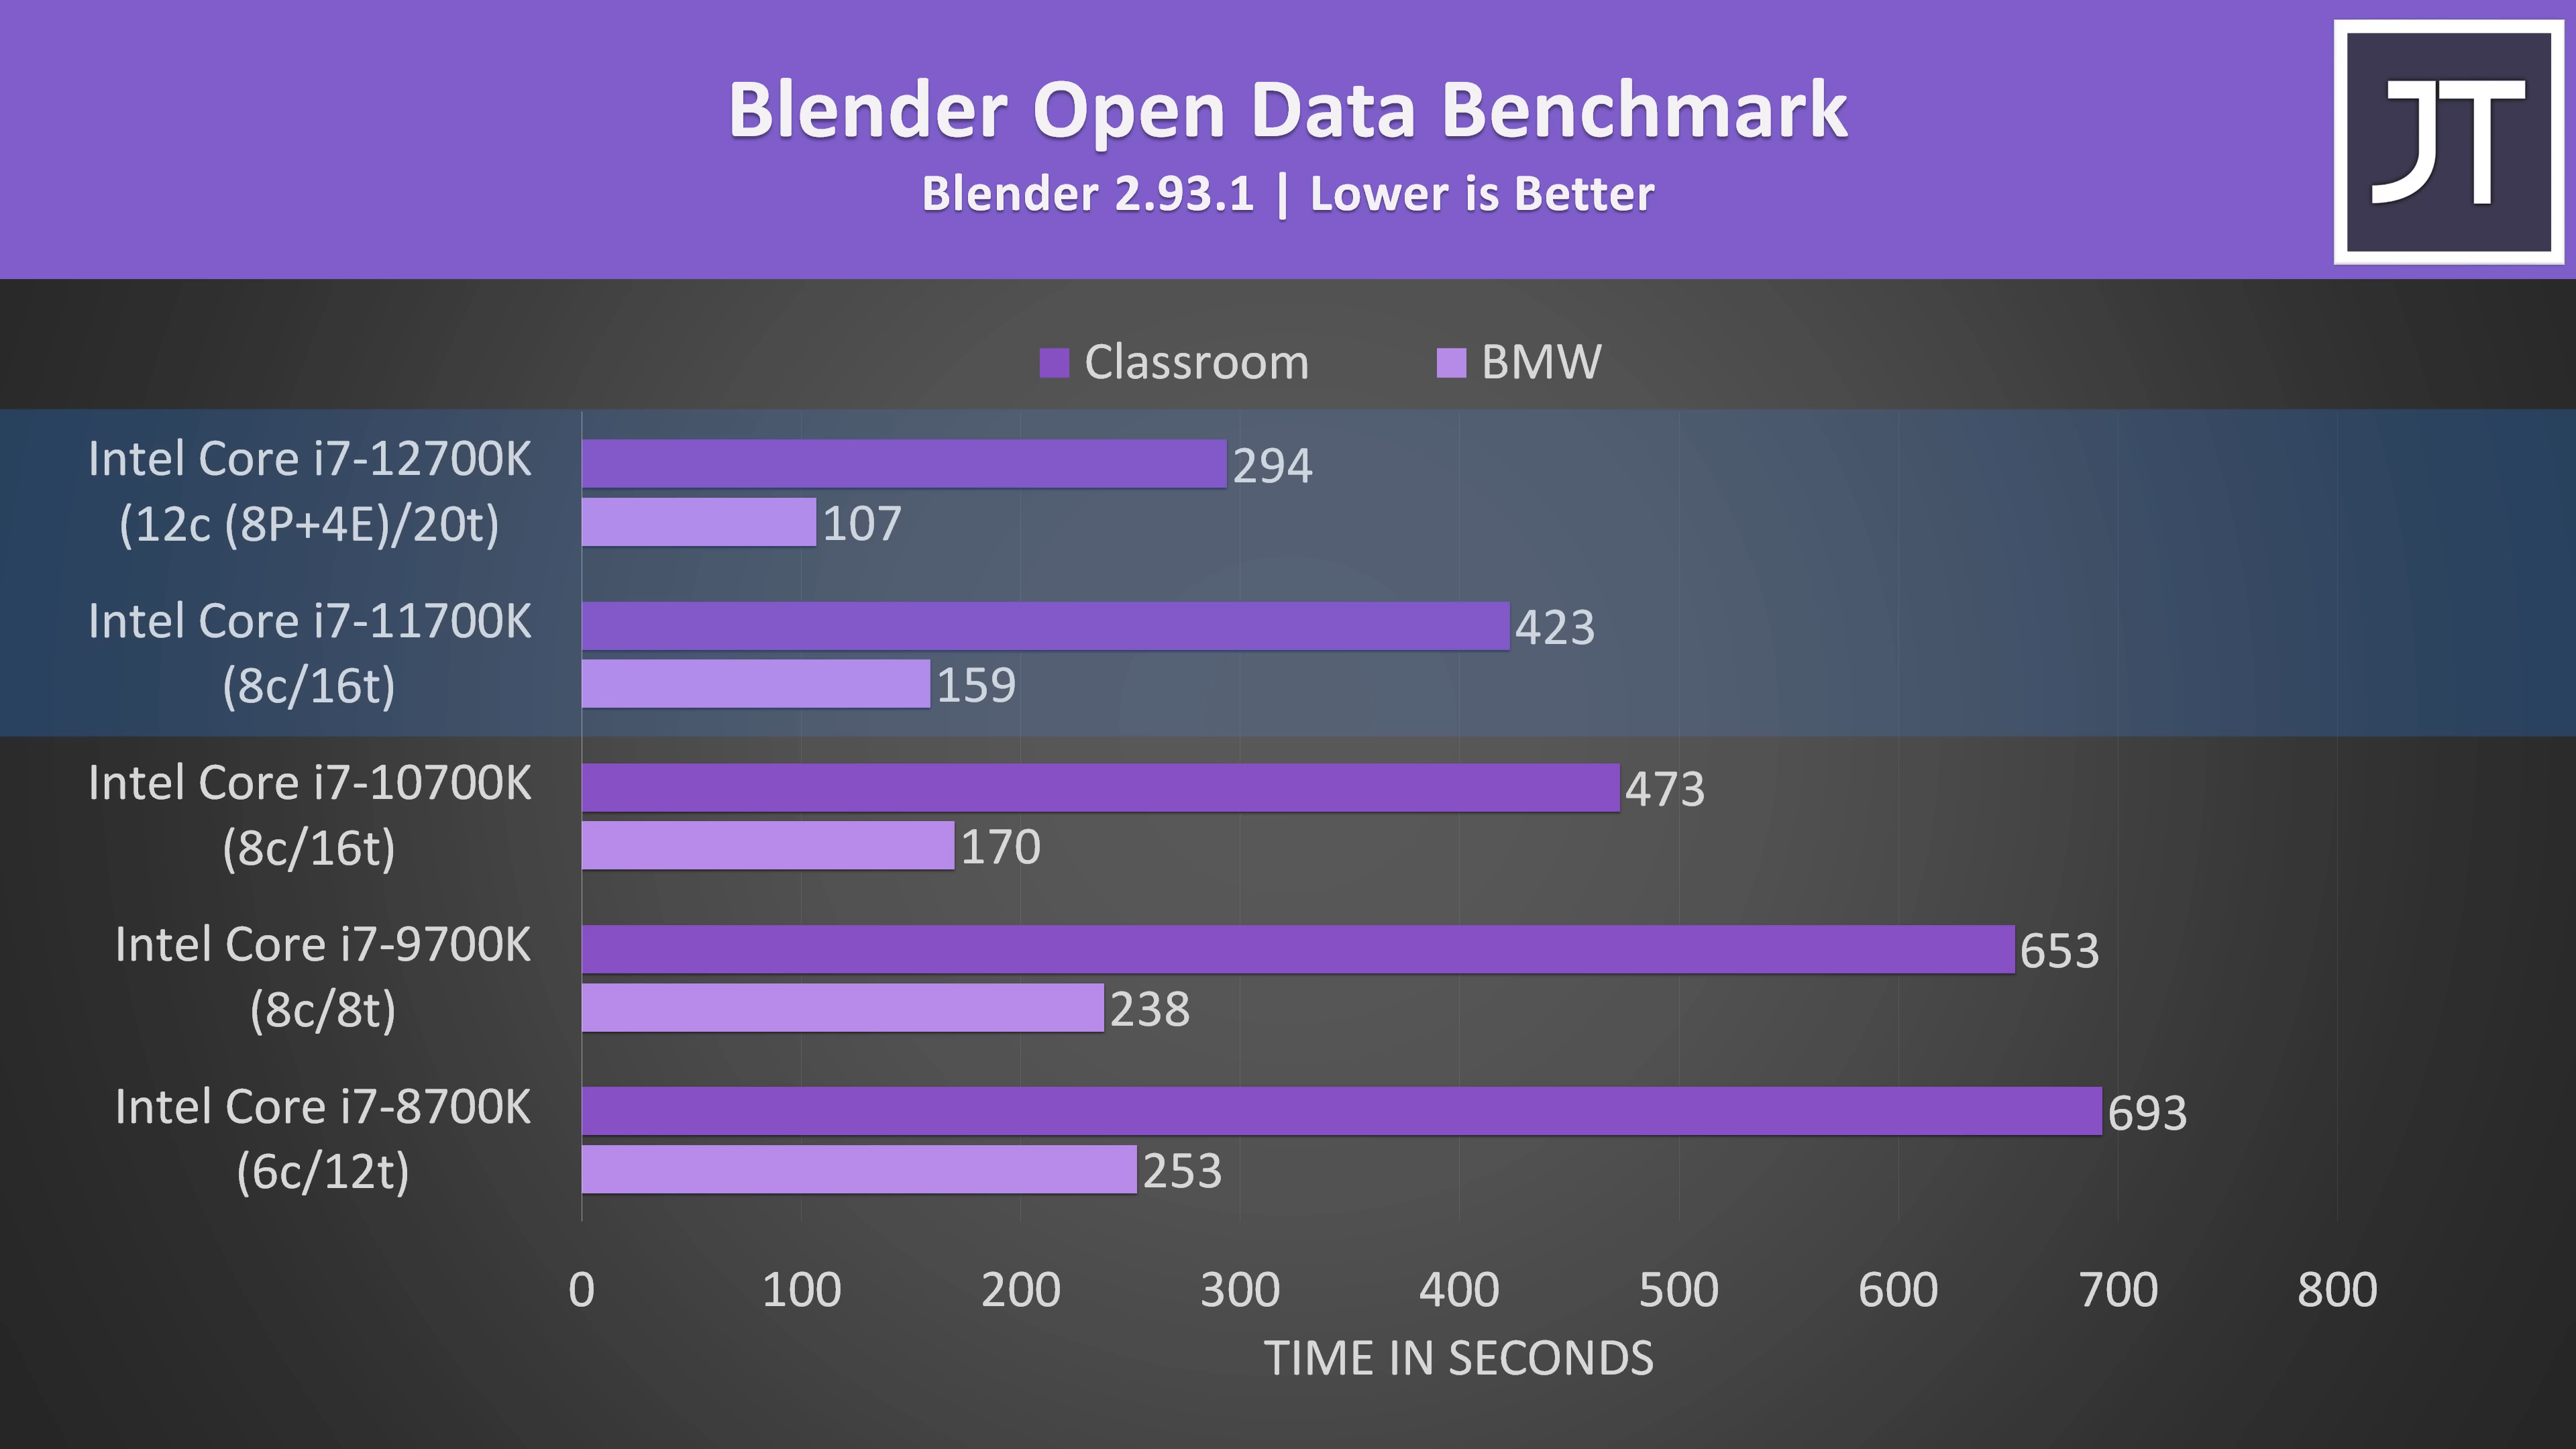 Blender Open Data Benchmark
Blender 2.93.1 | Lower is Better
JT
Classroom BMW
Intel Core i7-12700K
(12c (8P+4E)/20t)
294
107
Intel Core i7-11700K
(8c/16t)
423
159
Intel Core i7-10700K
(8c/16t)
473
170
Intel Core i7-9700K
(8c/8t)
653
238
Intel Core i7-8700K
(6c/12t)
693
253
0 100 200 300 400 500 600 700 800
TIME IN SECONDS